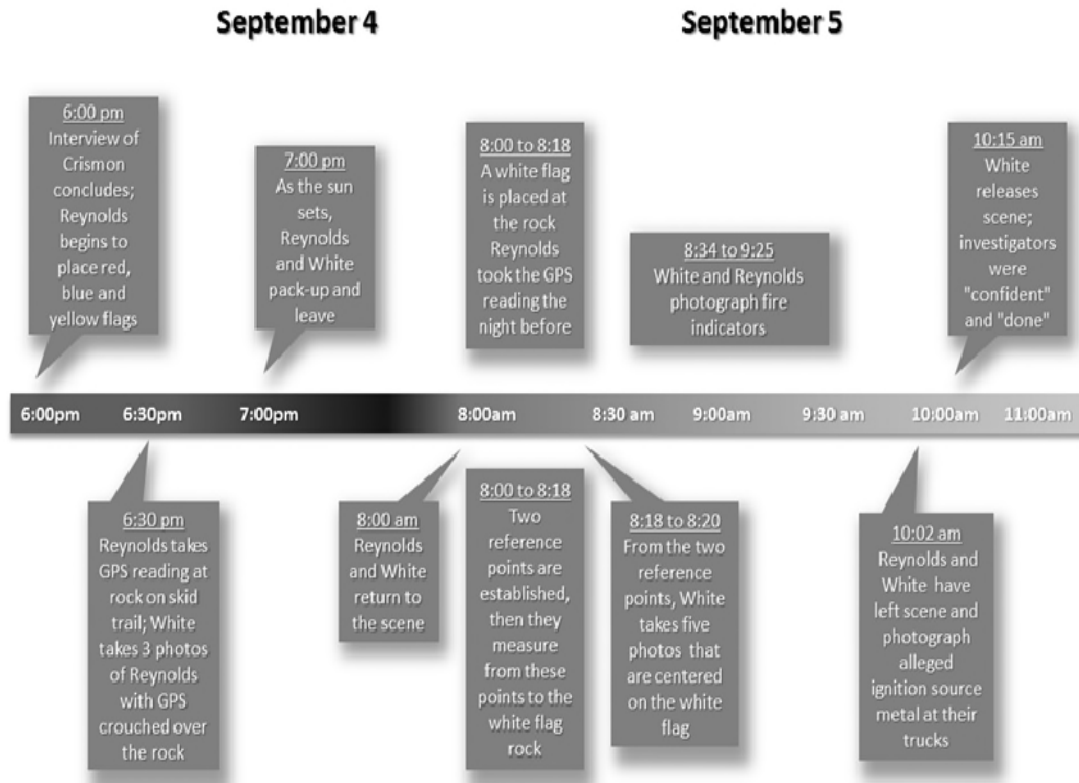 September 4
September 5
6:00 pm
Interview of
Crismon
concludes;
Reynolds
begins to
place red,
blue and
yellow flags
7:00 pm
As the sun
sets,
Reynolds
and White
pack-up and
leave
8:00 to 8:18
A white flag
is placed at
the rock
Reynolds
took the GPS
reading the
night before
8:34 to 9:25
White and Reynolds
photograph fire
indicators
10:15 am
White
releases
scene;
investigators
were
"confident"
and "done"
6:00pm 6:30pm 7:00pm 8:00am 8:30 am 9:00am 9:30 am 10:00am 11:00am
6:30 pm
Reynolds takes
GPS reading at
rock on skid
trail; White
takes 3 photos
of Reynolds
with GPS
crouched over
the rock
8:00 am
Reynolds
and White
return to
the scene
8:00 to 8:18
Two
reference
points are
established,
then they
measure
from these
points to the
white flag
rock
8:18 to 8:20
From the two
reference
points, White
takes five
photos that
are centered
on the white
flag
10:02 am
Reynolds and
White have
left scene and
photograph
alleged
ignition source
metal at their
trucks